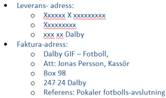 Leverans- adress:
Xxxxxx X xxxxxxxxx
Xxxxxxxxx
xxx xx Dalby
Faktura-adress:
Dalby GIF – Fotboll,
Att: Jonas Persson, Kassör
Box 98
247 24 Dalby
Referens: Pokaler fotbolls-avslutning